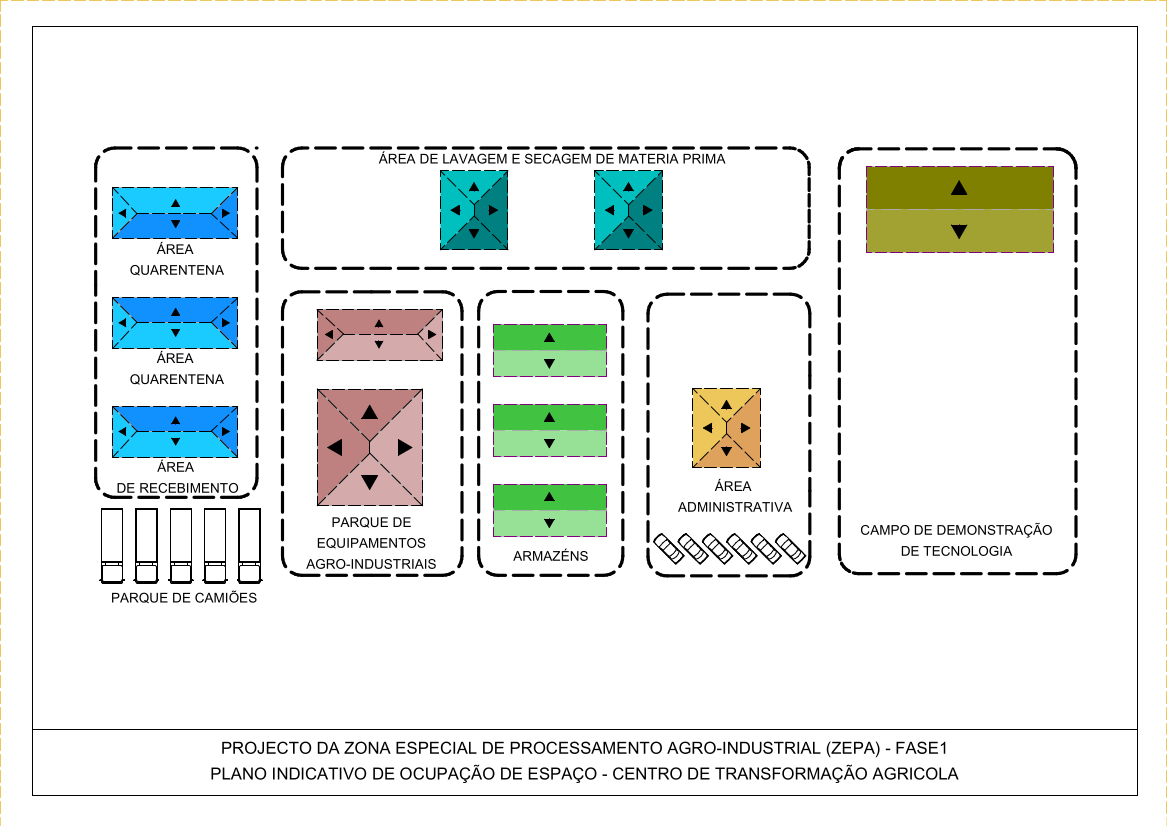 ÁREA DE LAVAGEM E SECAGEM DE MATERIA PRIMA
ÁREA
QUARENTENA
ÁREA
QUARENTENA
ÁREA
DE RECEBIMENTO
PARQUE DE CAMIÕES
PARQUE DE
EQUIPAMENTOS
AGRO-INDUSTRIAIS
ARMAZÉNS
ÁREA
ADMINISTRATIVA
CAMPO DE DEMONSTRAÇÃO
DE TECNOLOGIA
PROJECTO DA ZONA ESPECIAL DE PROCESSAMENTO AGRO-INDUSTRIAL (ZEPA) - FASE1
PLANO INDICATIVO DE OCUPAÇÃO DE ESPAÇO - CENTRO DE TRANSFORMAÇÃO AGRICOLA